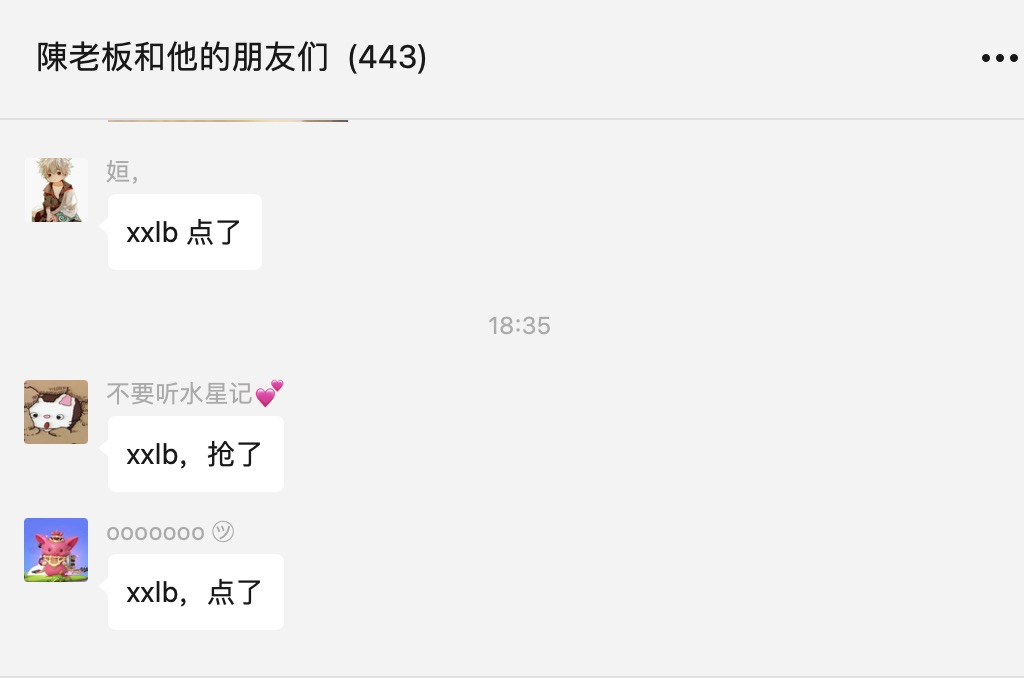 陳老板和他的朋友们 (443)
姮，
xxlb 点了
18:35
不要听水星记💕
xxlb，抢了
ooooooo ㋡
xxlb，点了